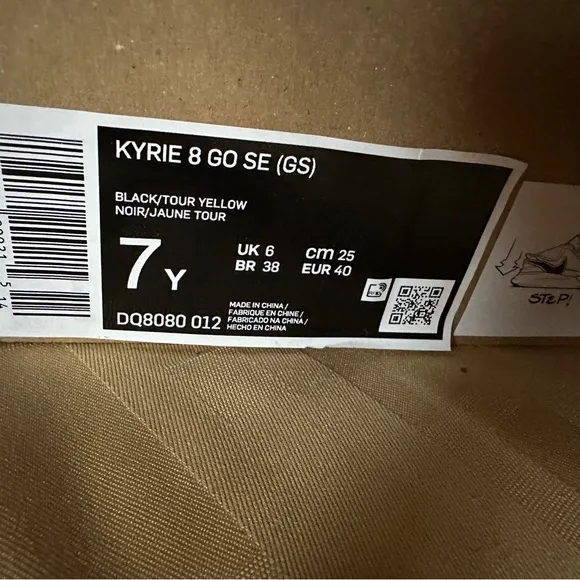 KYRIE 8 GO SE (GS)
BLACK/TOUR YELLOW
NOIR/JAUNE TOUR
7 Y
UK 6 cm 25
BR 38 EUR 40
DQ8080 012
MADE IN CHINA /
FABRIQUE EN CHINE /
FABRICADO NA CHINA /
HECHO EN CHINA
STEP!